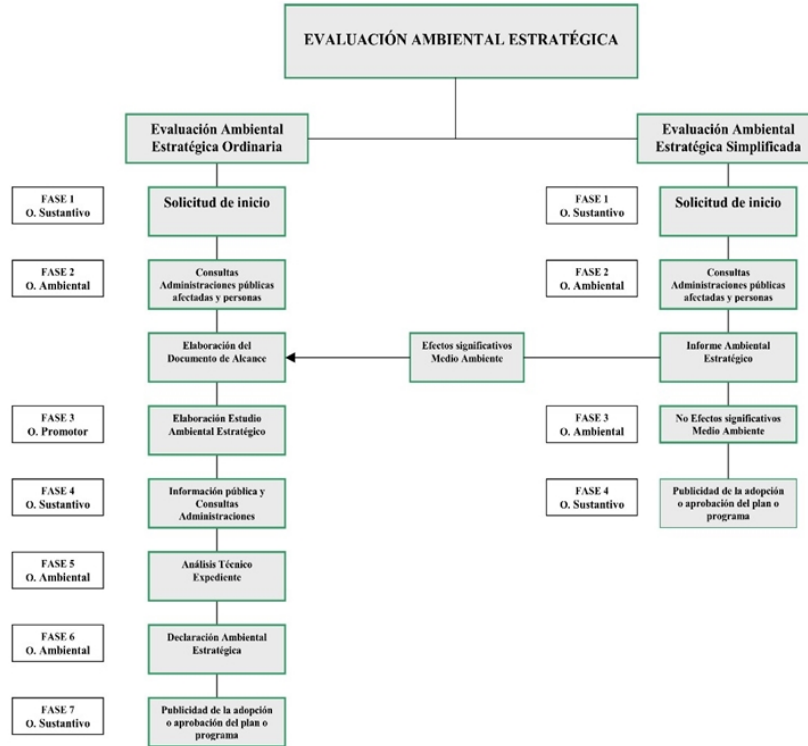 EVALUACIÓN AMBIENTAL ESTRATÉGICA
Evaluación Ambiental
Estratégica Ordinaria
Evaluación Ambiental
Estratégica Simplificada
FASE 1
O. Sustantivo
Solicitud de inicio
FASE 1
O. Sustantivo
Solicitud de inicio
FASE 2
O. Ambiental
Consultas
Administraciones públicas
afectadas y personas
FASE 2
O. Ambiental
Consultas
Administraciones públicas
afectadas y personas
Elaboración del
Documento de Alcance
Efectos significativos
Medio Ambiente
Informe Ambiental
Estratégico
FASE 3
O. Promotor
Elaboración Estudio
Ambiental Estratégico
FASE 3
O. Ambiental
No Efectos significativos
Medio Ambiente
FASE 4
O. Sustantivo
Información pública y
Consultas
Administraciones
FASE 4
O. Sustantivo
Publicidad de la adopción
o aprobación del plan o
programa
FASE 5
O. Ambiental
Análisis Técnico
Expediente
FASE 6
O. Ambiental
Declaración Ambiental
Estratégica
FASE 7
O. Sustantivo
Publicidad de la adopción
o aprobación del plan o
programa